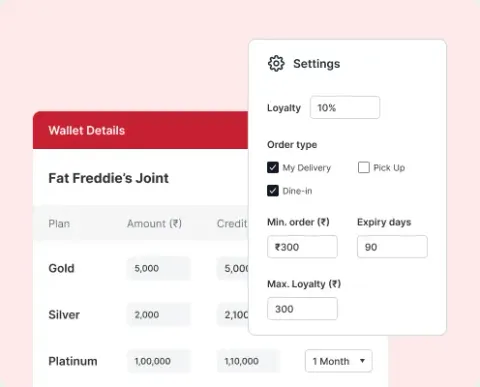 Settings
Loyalty 10%
Order type
My Delivery Pick Up
Dine-in
Min. order (₹) Expiry days
₹300 90
Max. Loyalty (₹)
300
Wallet Details
Fat Freddie's Joint
Plan Amount (₹) Credit
Gold 5,000 5,000
Silver 2,000 2,100
Platinum 1,00,000 1,10,000 1 Month